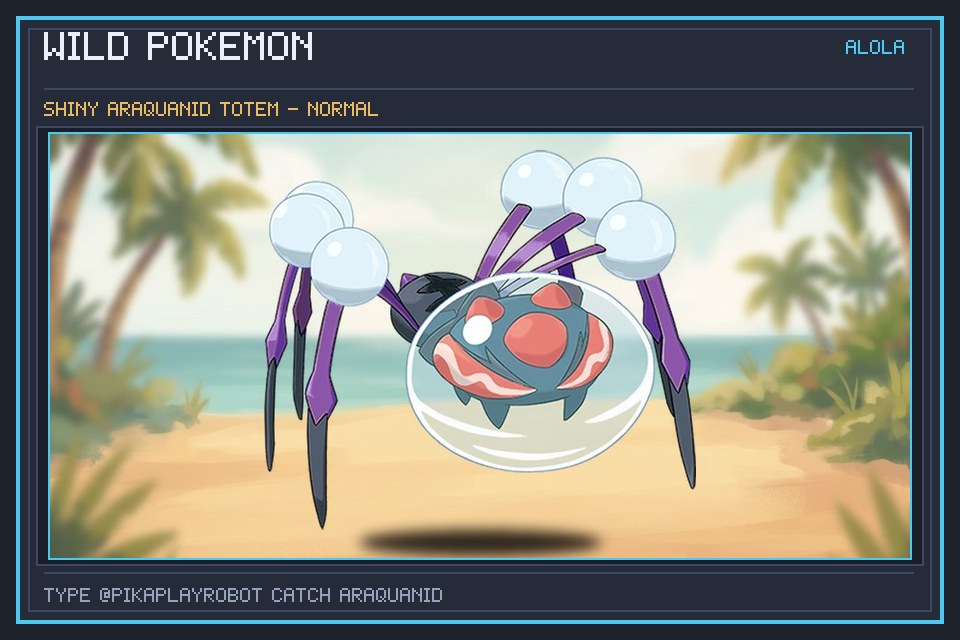 WILD POKEMON
ALOLA
SHINY ARAQUANID TOTEM - NORMAL
TYPE @PIKAPLAYROBOT CATCH ARAQUANID